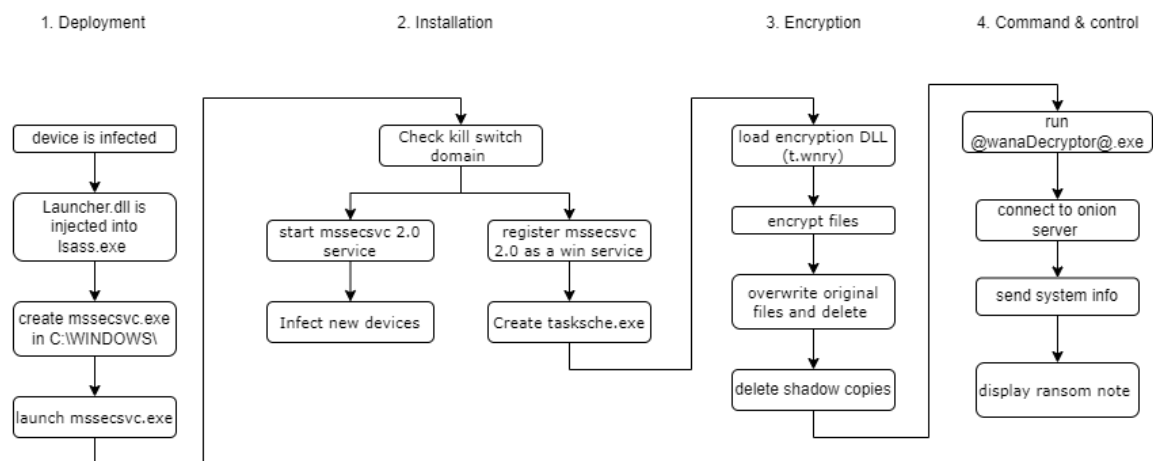 1. Deployment
2. Installation
3. Encryption
4. Command & control
device is infected
Launcher.dll is
injected into
lsass.exe
create mssecsvc.exe
in C:\WINDOWS\
launch mssecsvc.exe
Check kill switch
domain
start mssecsvc 2.0
service
Infect new devices
register mssecsvc
2.0 as a win service
Create tasksche.exe
load encryption DLL
(t.wnry)
encrypt files
overwrite original
files and delete
delete shadow copies
run
@wanaDecryptor@.exe
connect to onion
server
send system info
display ransom note